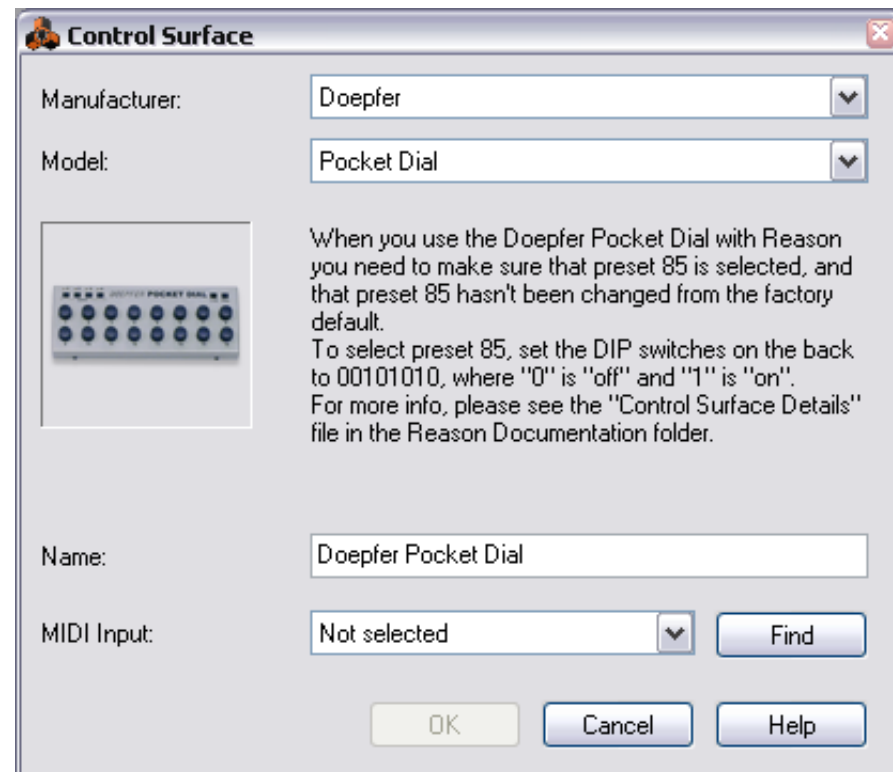 Control Surface
Manufacturer:
Doepfer
Model:
Pocket Dial
When you use the Doepfer Pocket Dial with Reason
you need to make sure that preset 85 is selected, and
that preset 85 hasn't been changed from the factory
default.
To select preset 85, set the DIP switches on the back
to 00101010, where "0" is "off" and "1" is "on".
For more info, please see the "Control Surface Details"
file in the Reason Documentation folder.
DOEPFER POCKET DIAL
Name:
Doepfer Pocket Dial
MIDI Input:
Not selected
Find
OK
Cancel
Help